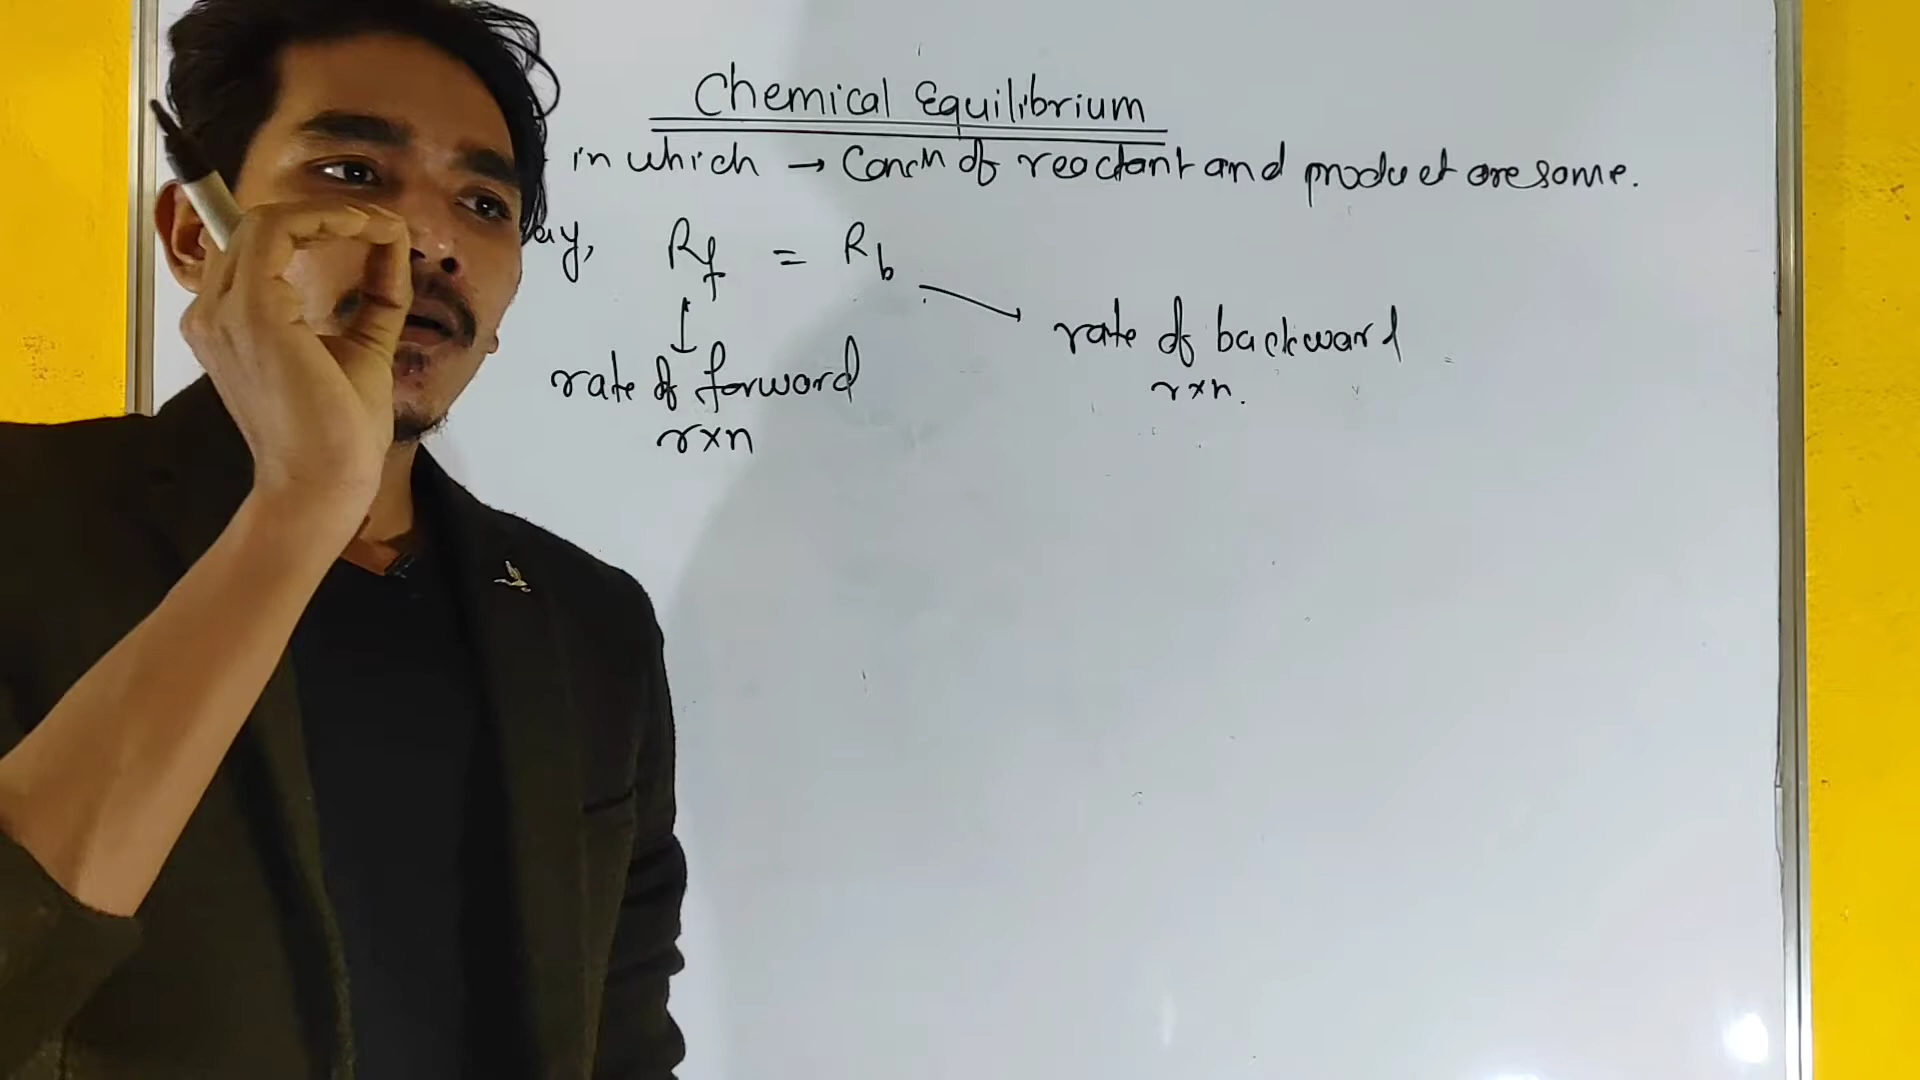 Chemical Equilibrium
in which → Concn of reactant and product are same.
Rf = Rb
rate of forward
rxn
rate of backward
rxn.